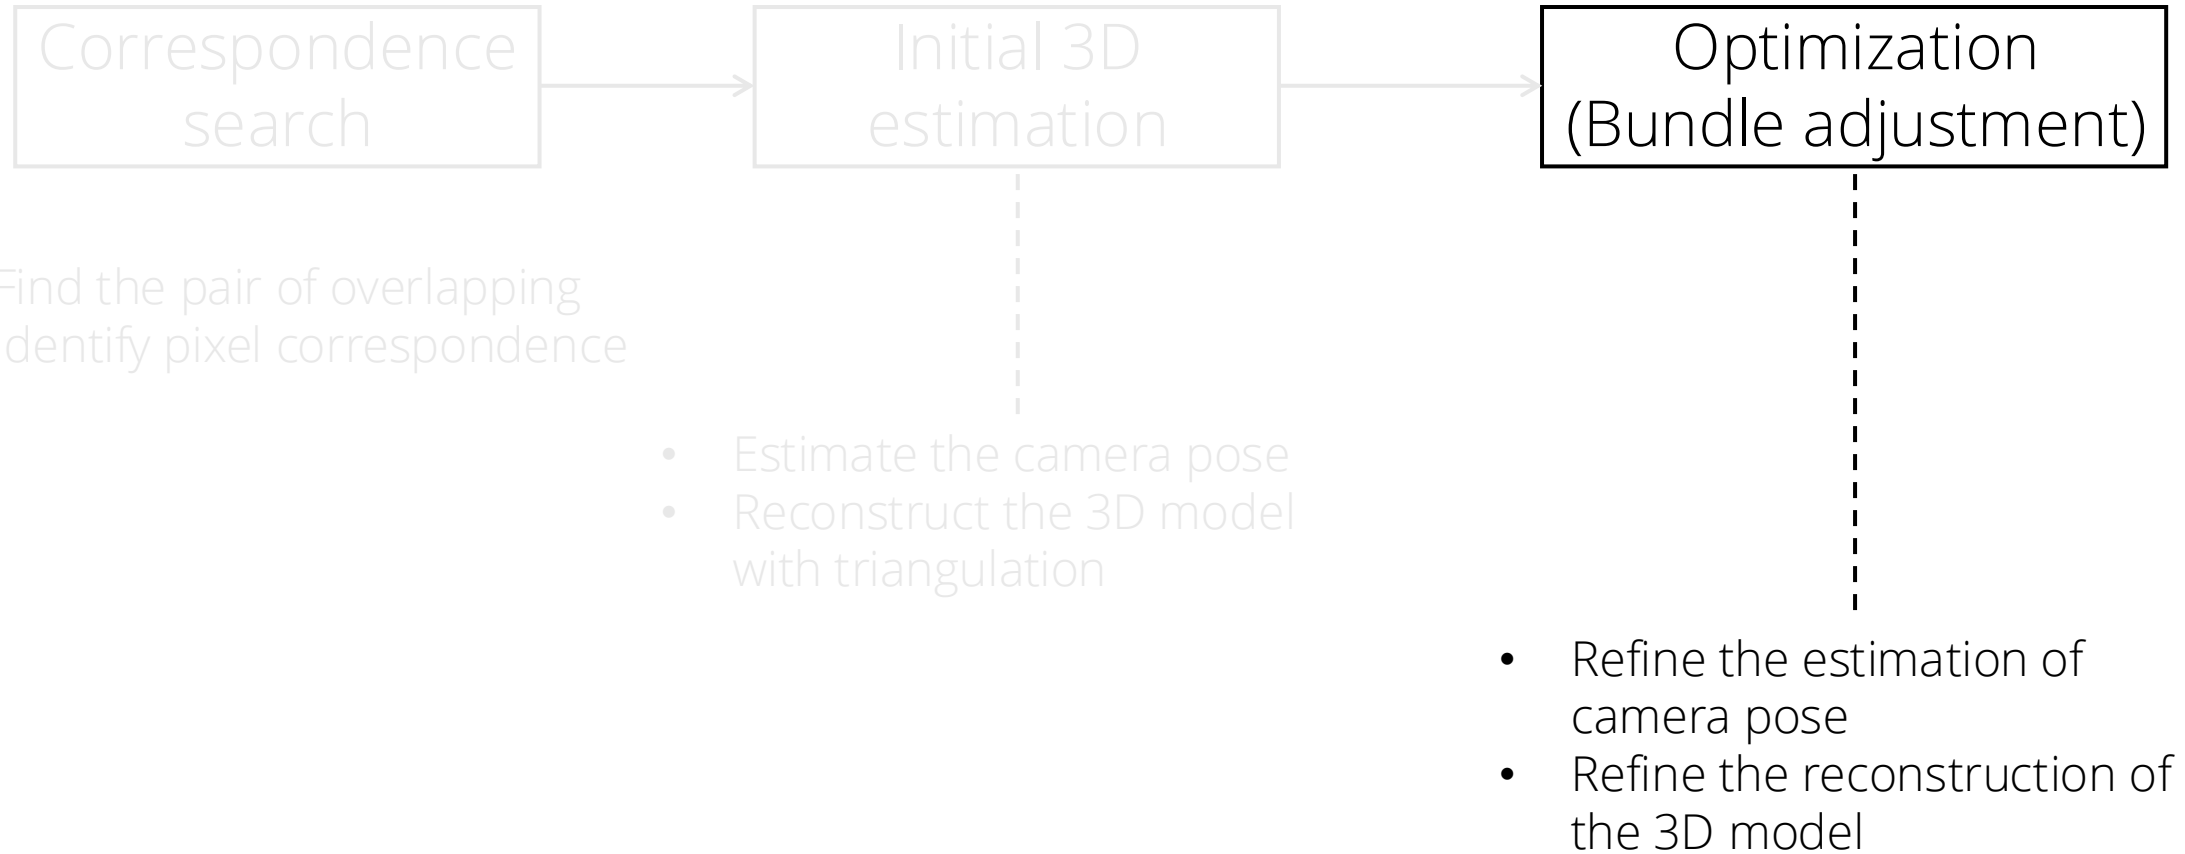 Correspondence
search
Initial 3D
estimation
Optimization
(Bundle adjustment)
Find the pair of overlapping
dentify pixel correspondence
• Estimate the camera pose
• Reconstruct the 3D model
with triangulation
• Refine the estimation of
camera pose
• Refine the reconstruction of
the 3D model